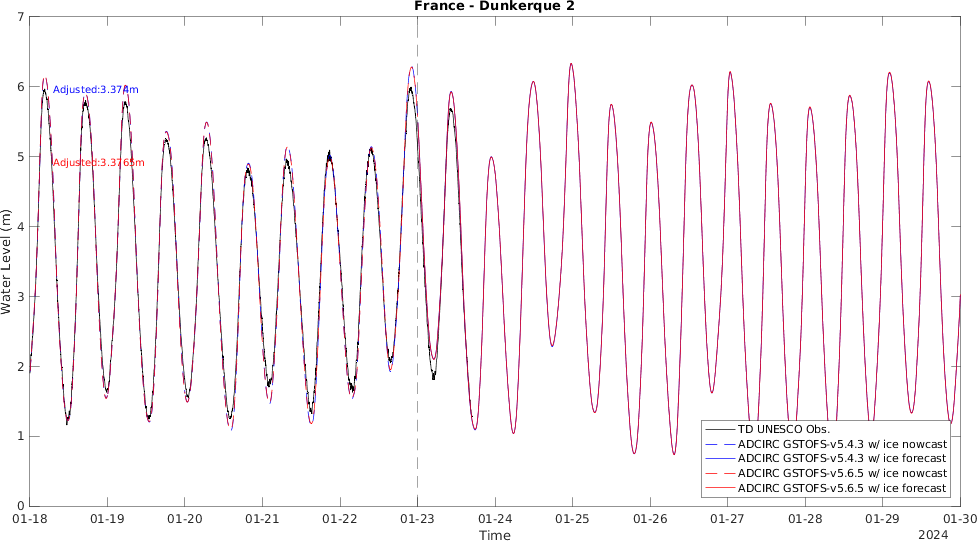 France - Dunkerque 2
7
6
5
4
3
2
1
0
Water Level (m)
Adjusted:3.374m
Adjusted:3.3765m
TD UNESCO Obs.
ADCIRC GSTOFS-v5.4.3 w/ ice nowcast
ADCIRC GSTOFS-v5.4.3 w/ ice forecast
ADCIRC GSTOFS-v5.6.5 w/ ice nowcast
ADCIRC GSTOFS-v5.6.5 w/ ice forecast
01-18 01-19 01-20 01-21 01-22 01-23 01-24 01-25 01-26 01-27 01-28 01-29 01-30
Time
2024